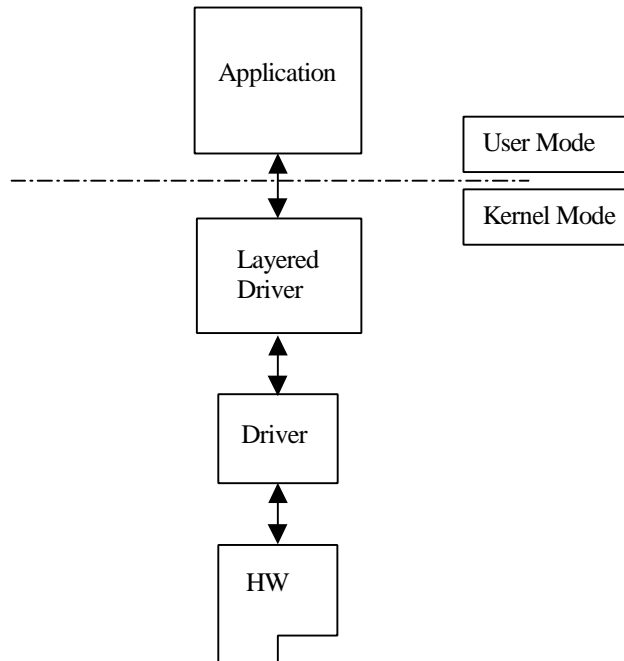 Application
User Mode
Kernel Mode
Layered
Driver
Driver
HW